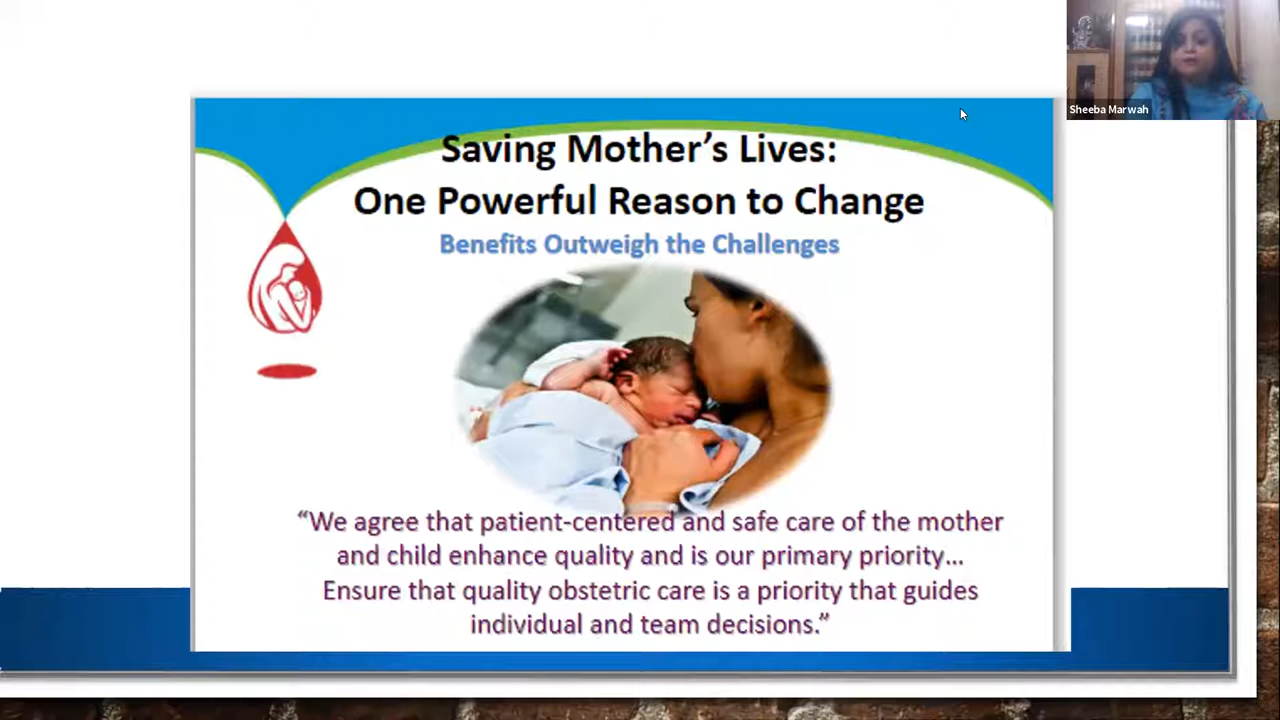 Sheeba Marwah
Saving Mother’s Lives:
One Powerful Reason to Change
Benefits Outweigh the Challenges
“We agree that patient-centered and safe care of the mother
and child enhance quality and is our primary priority...
Ensure that quality obstetric care is a priority that guides
individual and team decisions.”